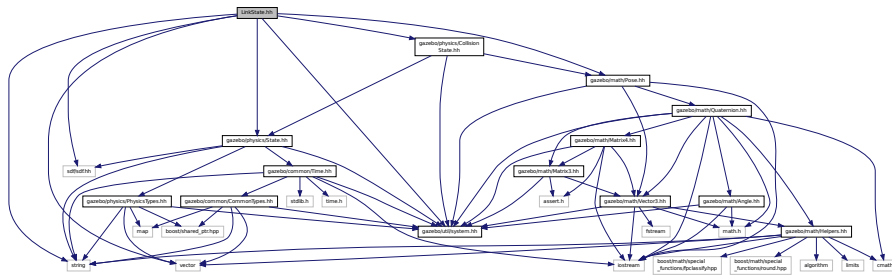 LinkState.hh
gazebo/physics/Collision
State.hh
gazebo/math/Pose.hh
gazebo/math/Quaternion.hh
gazebo/physics/State.hh
gazebo/math/Matrix4.hh
sdf/sdf.hh
gazebo/common/Time.hh
gazebo/math/Matrix3.hh
gazebo/physics/PhysicsTypes.hh
gazebo/common/CommonTypes.hh
stdlib.h
time.h
assert.h
gazebo/math/Vector3.hh
gazebo/math/Angle.hh
map
boost/shared_ptr.hpp
gazebo/util/system.hh
fstream
math.h
gazebo/math/Helpers.hh
string
vector
iostream
boost/math/special
_functions/fpclassify.hpp
boost/math/special
_functions/round.hpp
algorithm
limits
cmath